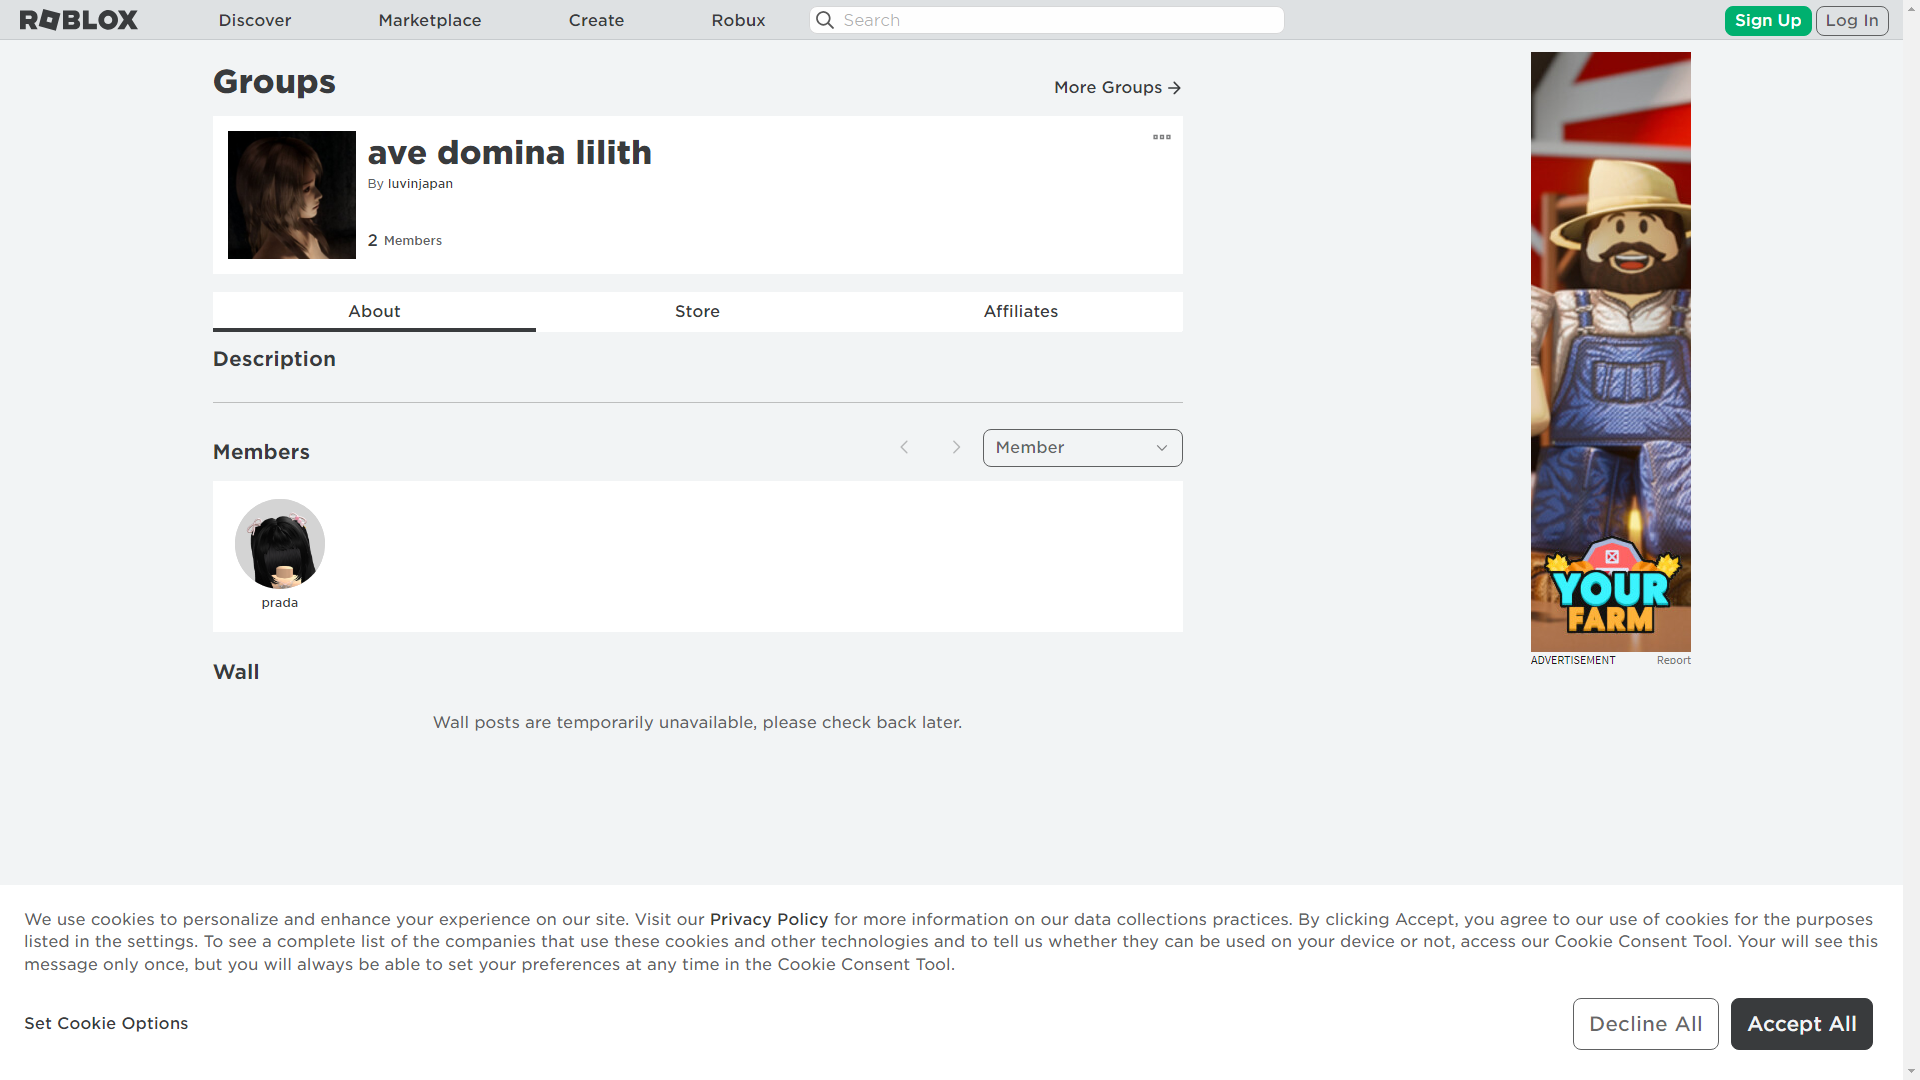 ROBLOX
Discover
Marketplace
Create
Robux
Search
Sign Up
Log In
Groups
More Groups
ave domina lilith
By luvinjapan
2 Members
About
Store
Affiliates
Description
Members
Member
prada
Wall
Wall posts are temporarily unavailable, please check back later.
YOUR
FARM
ADVERTISEMENT
Report
We use cookies to personalize and enhance your experience on our site. Visit our Privacy Policy for more information on our data collections practices. By clicking Accept, you agree to our use of cookies for the purposes
listed in the settings. To see a complete list of the companies that use these cookies and other technologies and to tell us whether they can be used on your device or not, access our Cookie Consent Tool. Your will see this
message only once, but you will always be able to set your preferences at any time in the Cookie Consent Tool.
Set Cookie Options
Decline All
Accept All